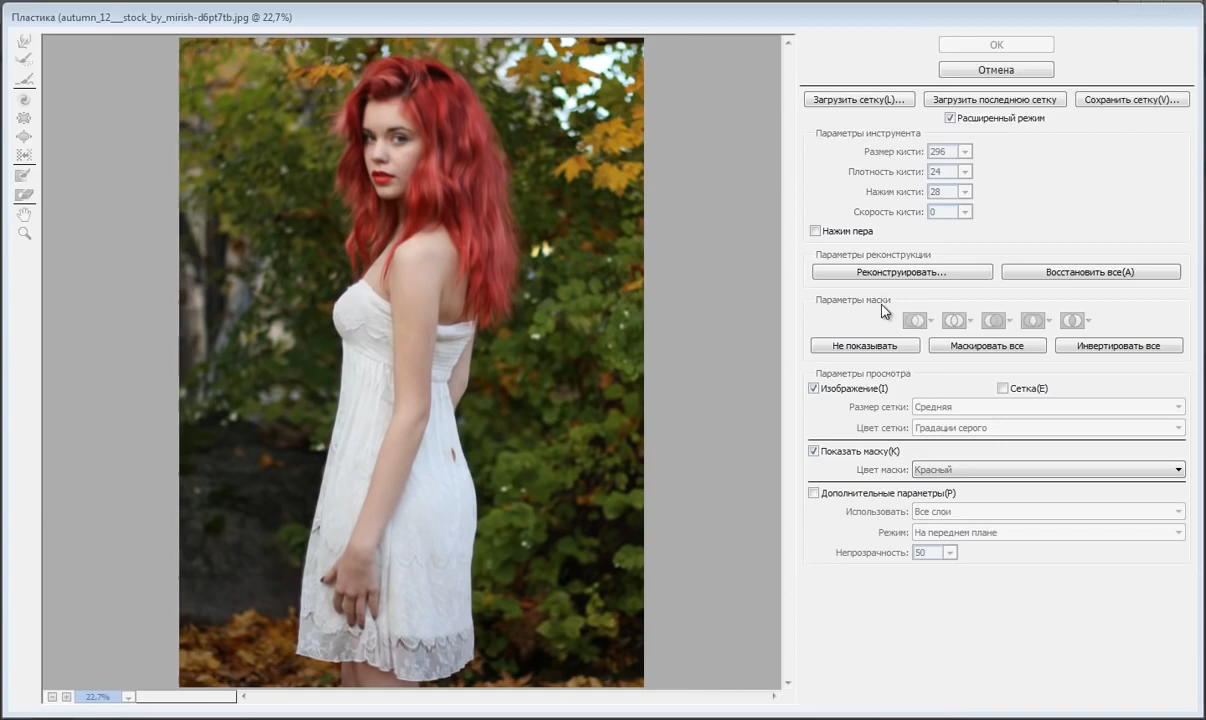 Пластика (autumn_12___stock_by_mirish-d6pt7tb.jpg @ 22,7%)
OK
Отмена
Загрузить сетку(L)... Загрузить последнюю сетку Сохранить сетку(V)...
Расширенный режим
Параметры инструмента
Размер кисти: 296
Плотность кисти: 24
Нажим кисти: 28
Скорость кисти: 0
Нажим пера
Параметры реконструкции
Реконструировать... Восстановить все(A)
Параметры маски
Не показывать Маскировать все Инвертировать все
Параметры просмотра
Изображение(I) Сетка(E)
Размер сетки: Средняя
Цвет сетки: Градации серого
Показать маску(K)
Цвет маски: Красный
Дополнительные параметры(P)
Использовать: Все слои
Режим: На переднем плане
Непрозрачность: 50
22,7%